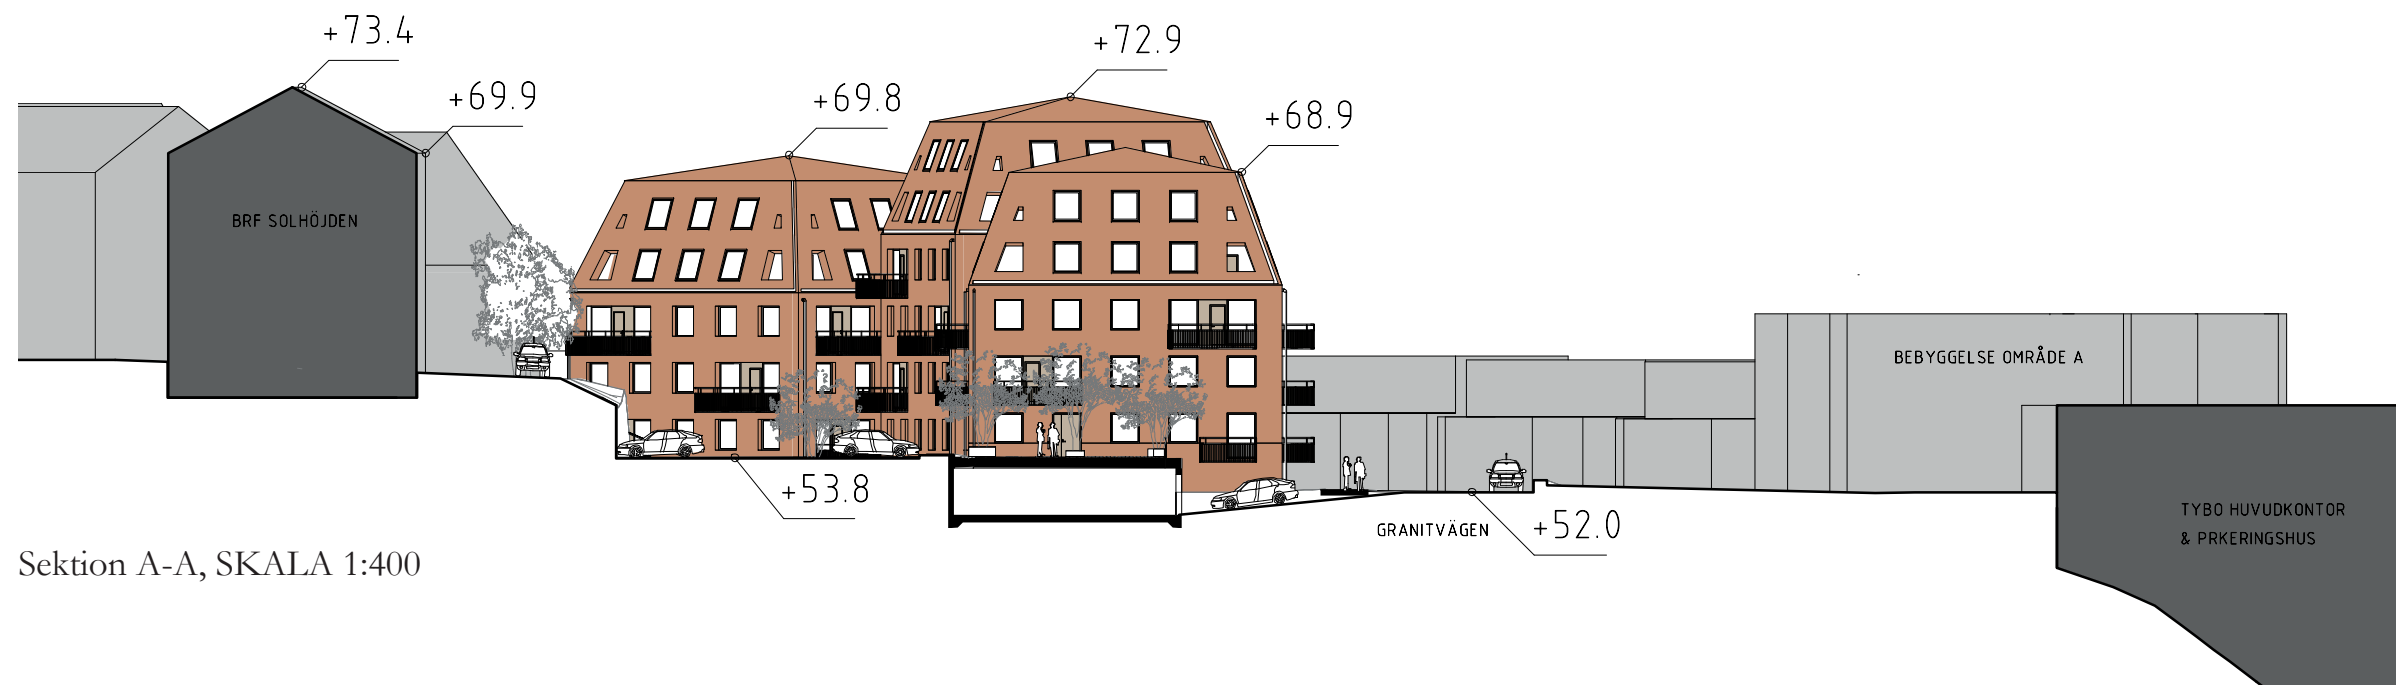 +73.4
+72.9
+69.9
+69.8
+68.9
BRF SOLHÖJDEN
BEBYGGELSE OMRÅDE A
+53.8
TYBO HUVUDKONTOR
& PRKERINGSHUS
GRANITVÄGEN
+52.0
Sektion A-A, SKALA 1:400